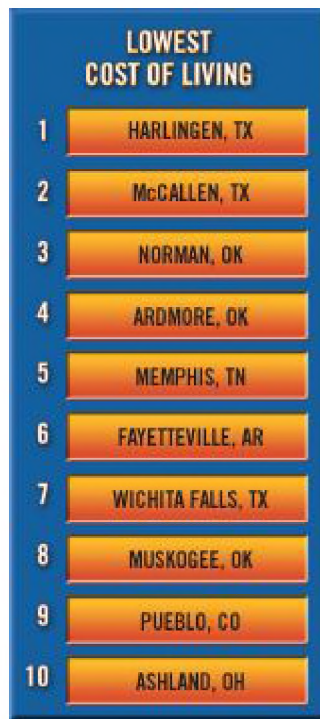 LOWEST
COST OF LIVING
1 HARLINGEN, TX
2 McCALLEN, TX
3 NORMAN, OK
4 ARDMORE, OK
5 MEMPHIS, TN
6 FAYETTEVILLE, AR
7 WICHITA FALLS, TX
8 MUSKOGEE, OK
9 PUEBLO, CO
10 ASHLAND, OH